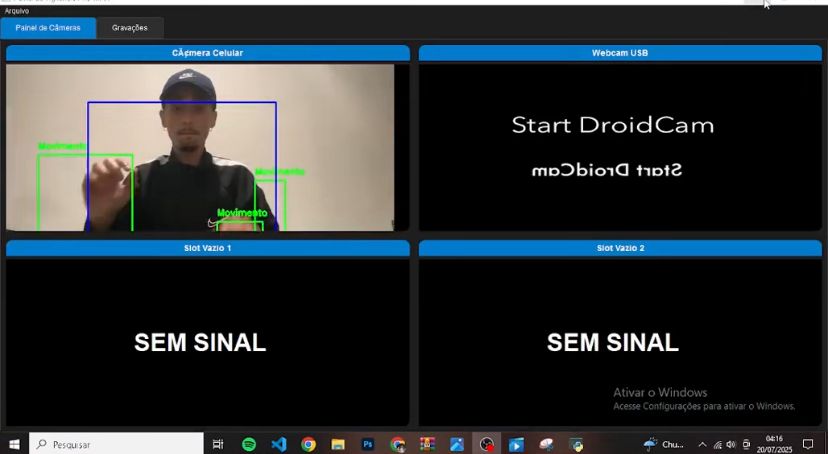 Arquivo
Painel de Câmeras
Gravações
CÃ¢mera Celular
Webcam USB
Movimento
Movimento
Movimento
Start DroidCam
Start DroidCam
Slot Vazio 1
Slot Vazio 2
SEM SINAL
SEM SINAL
Ativar o Windows
Acesse Configurações para ativar o Windows.
Pesquisar
Chu...
04:16
20/07/2025